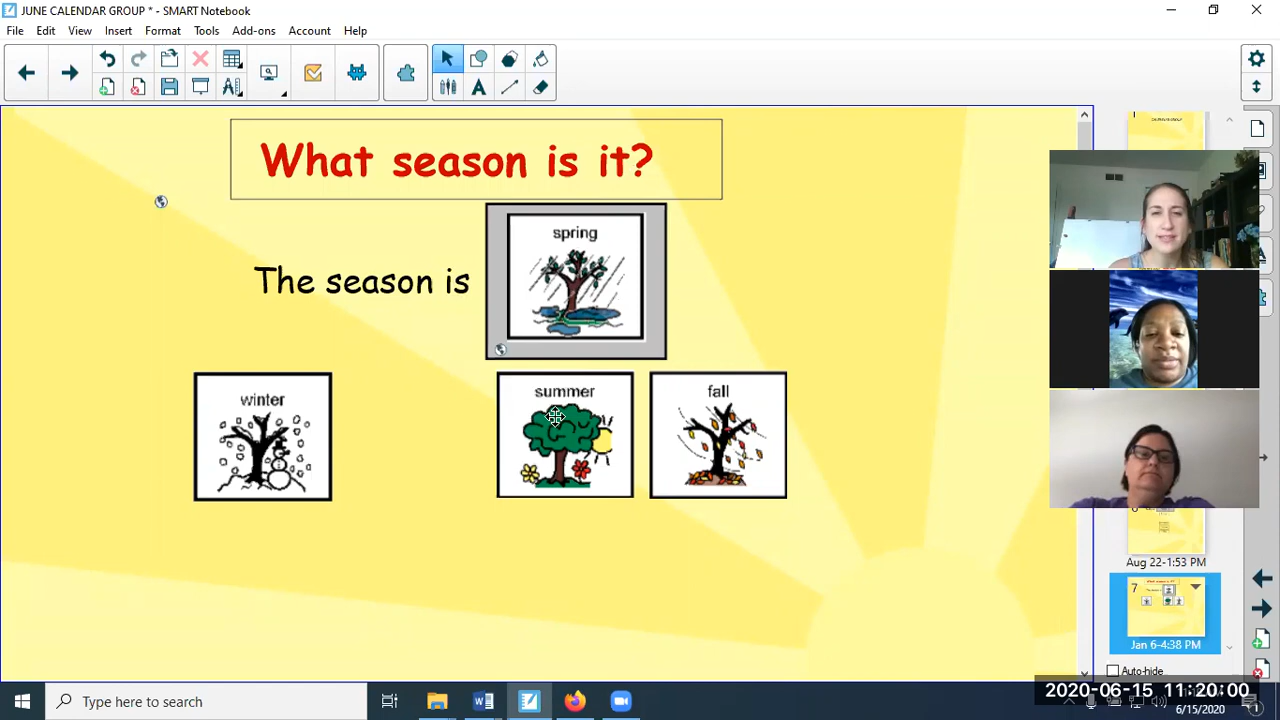 JUNE CALENDAR GROUP * - SMART Notebook
File Edit View Insert Format Tools Add-ons Account Help
What season is it?
spring
The season is
winter
summer
fall
Aug 22-1:53 PM
7
Jan 6-4:38 PM
Auto-hide
2020-06-15 11:20:00
Type here to search
6/15/2020